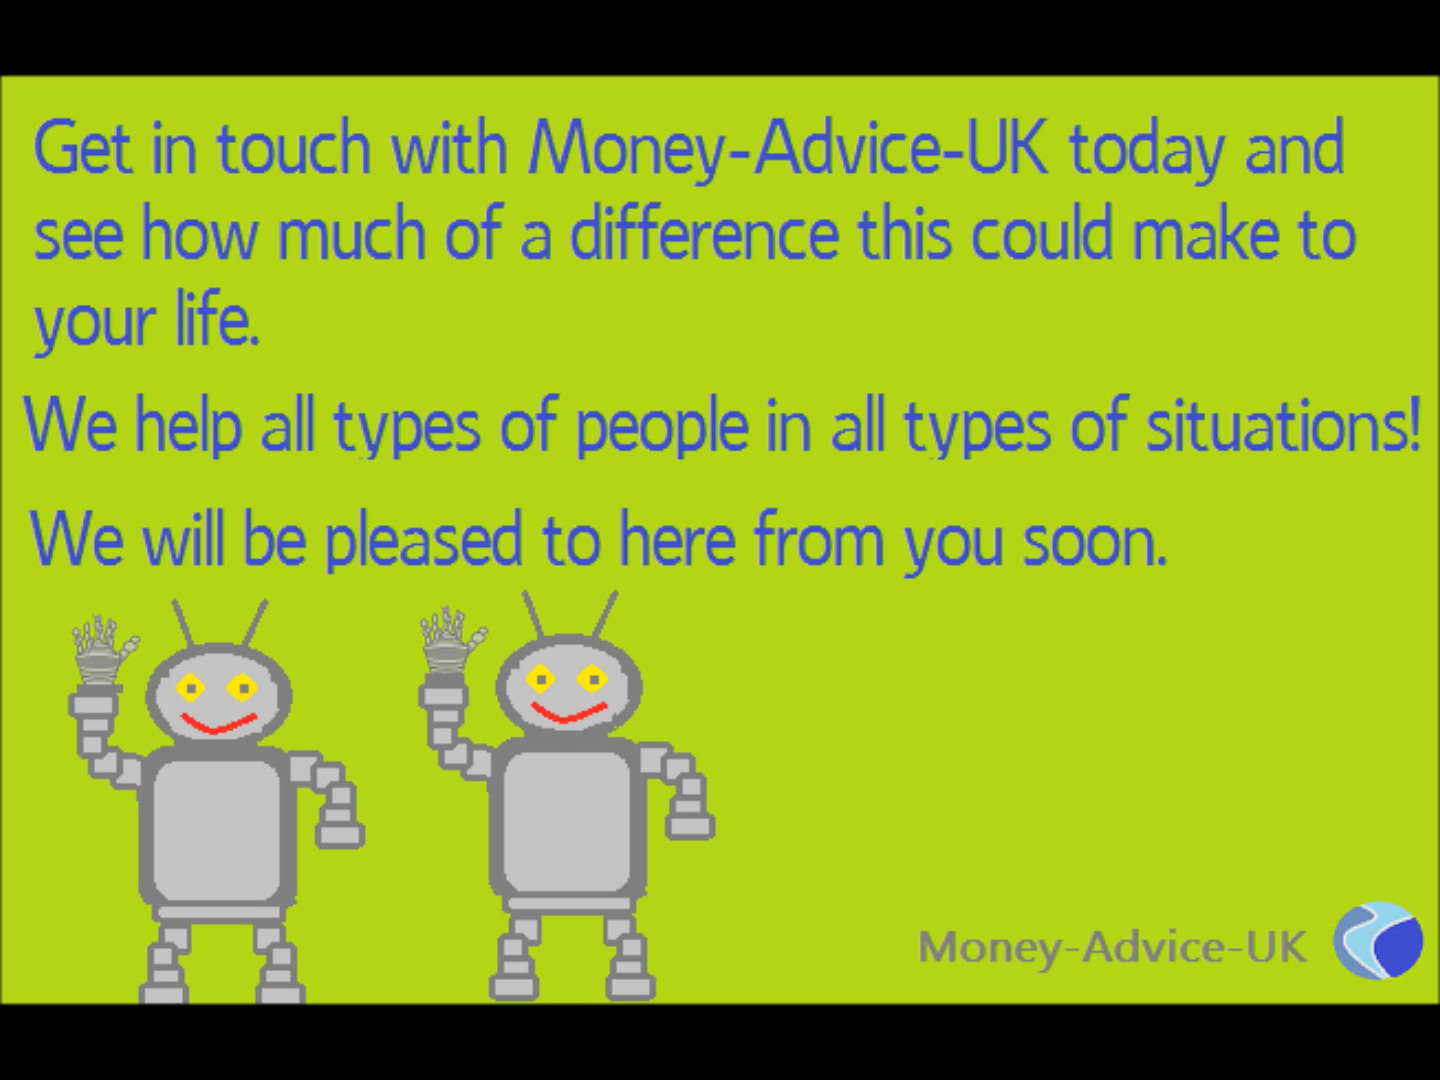 Get in touch with Money-Advice-UK today and
see how much of a difference this could make to
your life.
We help all types of people in all types of situations!
We will be pleased to here from you soon.
Money-Advice-UK